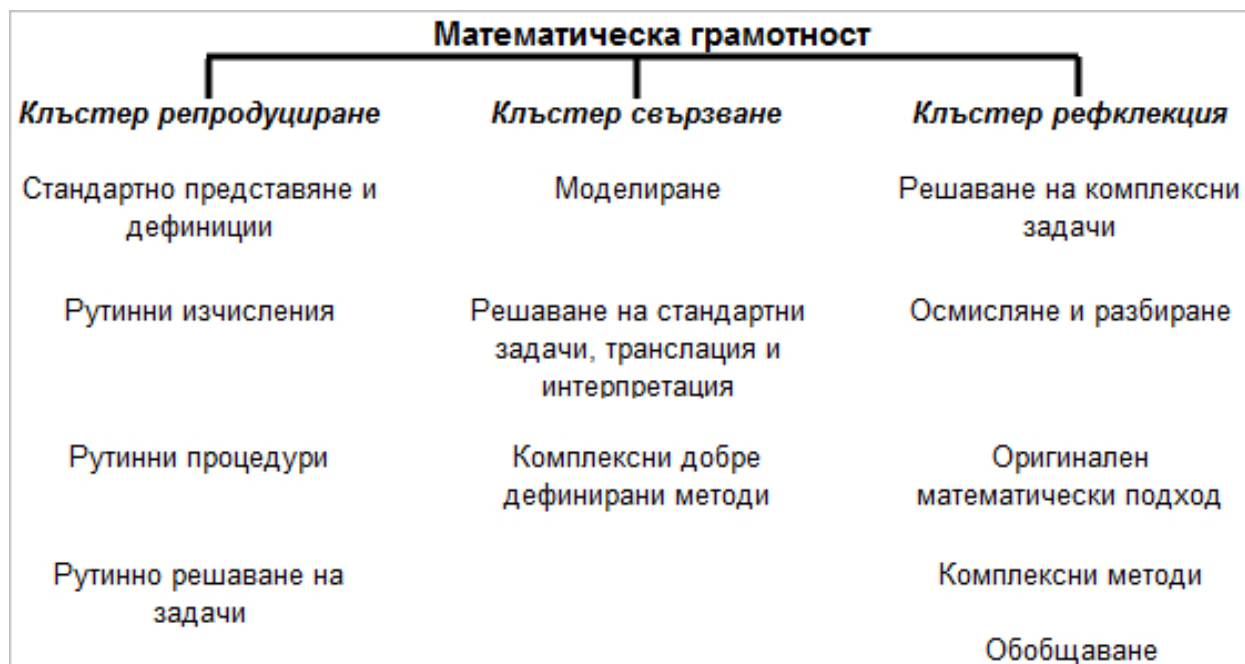 Математическа грамотност
Клъстер репродуциране
Стандартно представяне и
дефиниции
Рутинни изчисления
Рутинни процедури
Рутинно решаване на
задачи
Клъстер свързване
Моделиране
Решаване на стандартни
задачи, транслация и
интерпретация
Комплексни добре
дефинирани методи
Клъстер рефклекция
Решаване на комплексни
задачи
Осмисляне и разбиране
Оригинален
математически подход
Комплексни методи
Обобщаване